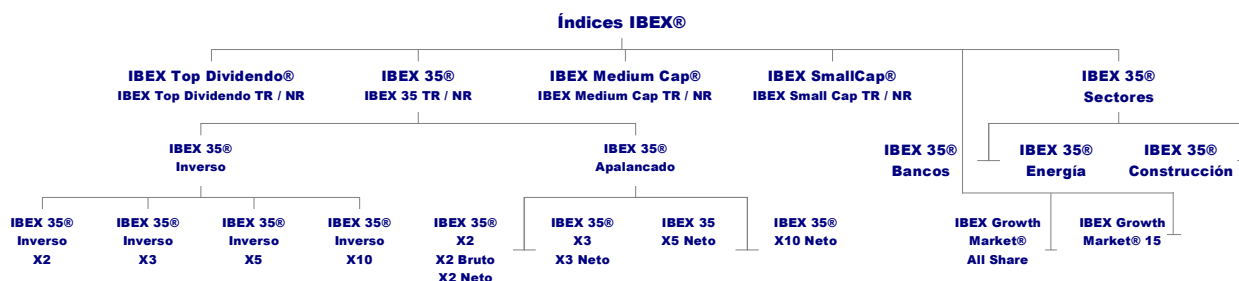 Índices IBEX®
IBEX Top Dividendo®
IBEX Top Dividendo TR / NR
IBEX 35®
IBEX 35 TR / NR
IBEX Medium Cap®
IBEX Medium Cap TR / NR
IBEX SmallCap®
IBEX Small Cap TR / NR
IBEX 35®
Sectores
IBEX 35®
Inverso
IBEX 35®
Apalancado
IBEX 35®
Bancos
IBEX 35®
Energía
IBEX 35®
Construcción
IBEX 35®
Inverso
X2
IBEX 35®
Inverso
X3
IBEX 35®
Inverso
X5
IBEX 35®
Inverso
X10
IBEX 35®
X2
X2 Bruto
X2 Neto
IBEX 35®
X3
X3 Neto
IBEX 35
X5 Neto
IBEX 35®
X10 Neto
IBEX Growth
Market®
All Share
IBEX Growth
Market® 15